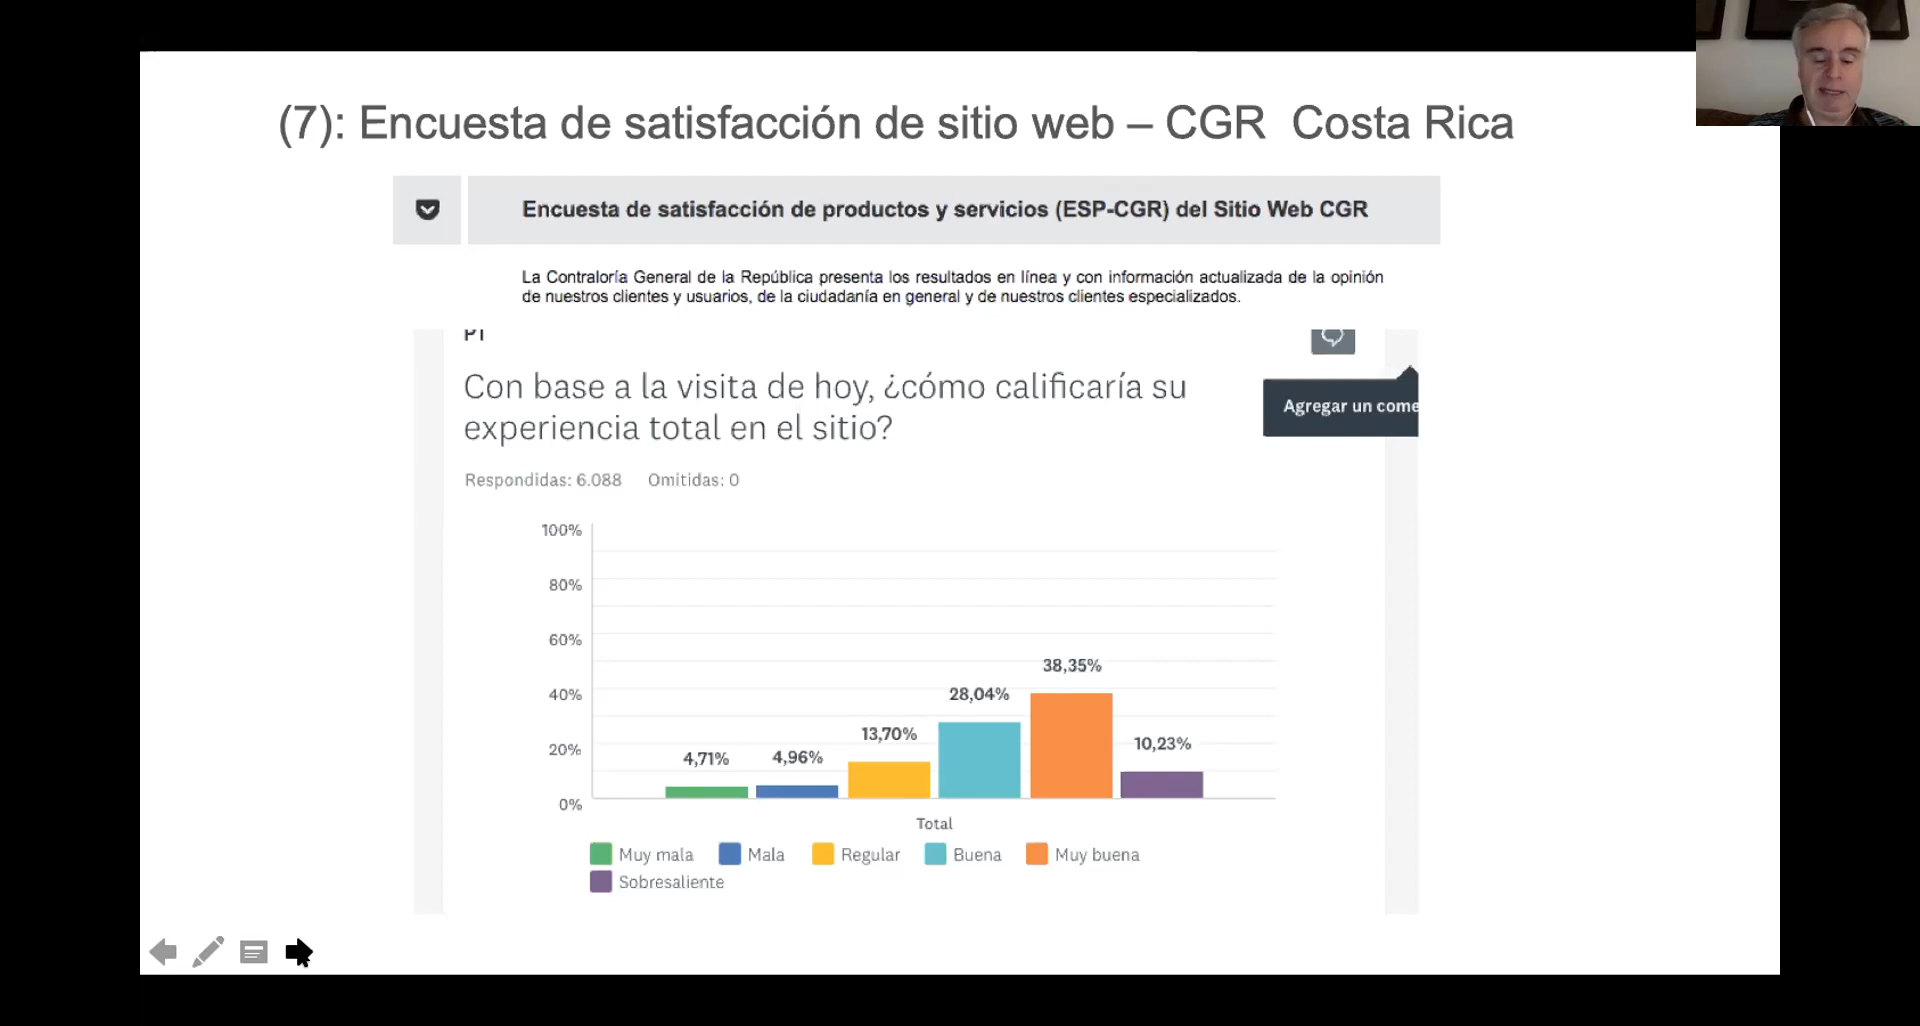 (7): Encuesta de satisfacción de sitio web – CGR Costa Rica
Encuesta de satisfacción de productos y servicios (ESP-CGR) del Sitio Web CGR
La Contraloría General de la República presenta los resultados en línea y con información actualizada de la opinión
de nuestros clientes y usuarios, de la ciudadanía en general y de nuestros clientes especializados.
P1
Con base a la visita de hoy, ¿cómo calificaría su
experiencia total en el sitio?
Agregar un come
Respondidas: 6.088 Omitidas: 0
100%
80%
60%
40%
20%
0%
4,71%
4,96%
13,70%
28,04%
38,35%
10,23%
Total
Muy mala Mala Regular Buena Muy buena
Sobresaliente